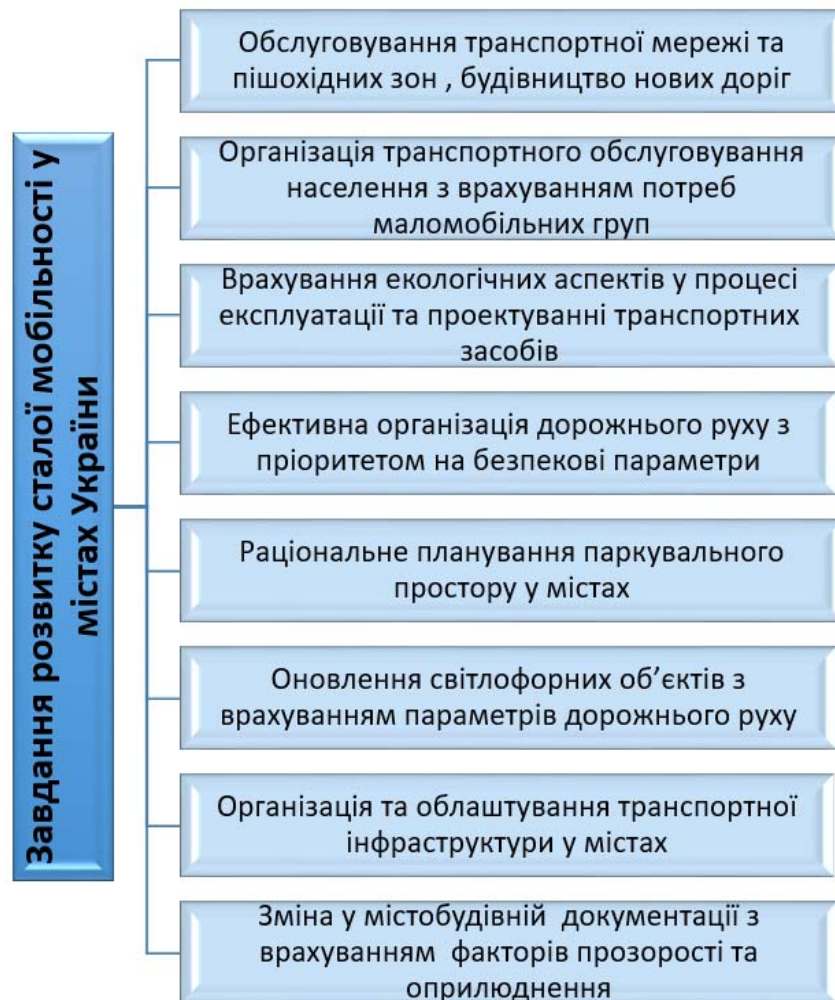 Завдання розвитку сталої мобільності у
містах України
Обслуговування транспортної мережі та
пішохідних зон , будівництво нових доріг
Організація транспортного обслуговування
населення з врахуванням потреб
маломобільних груп
Врахування екологічних аспектів у процесі
експлуатації та проектуванні транспортних
засобів
Ефективна організація дорожнього руху з
пріоритетом на безпекові параметри
Раціональне планування паркувального
простору у містах
Оновлення світлофорних об’єктів з
врахуванням параметрів дорожнього руху
Організація та облаштування транспортної
інфраструктури у містах
Зміна у містобудівній документації з
врахуванням факторів прозорості та
оприлюднення